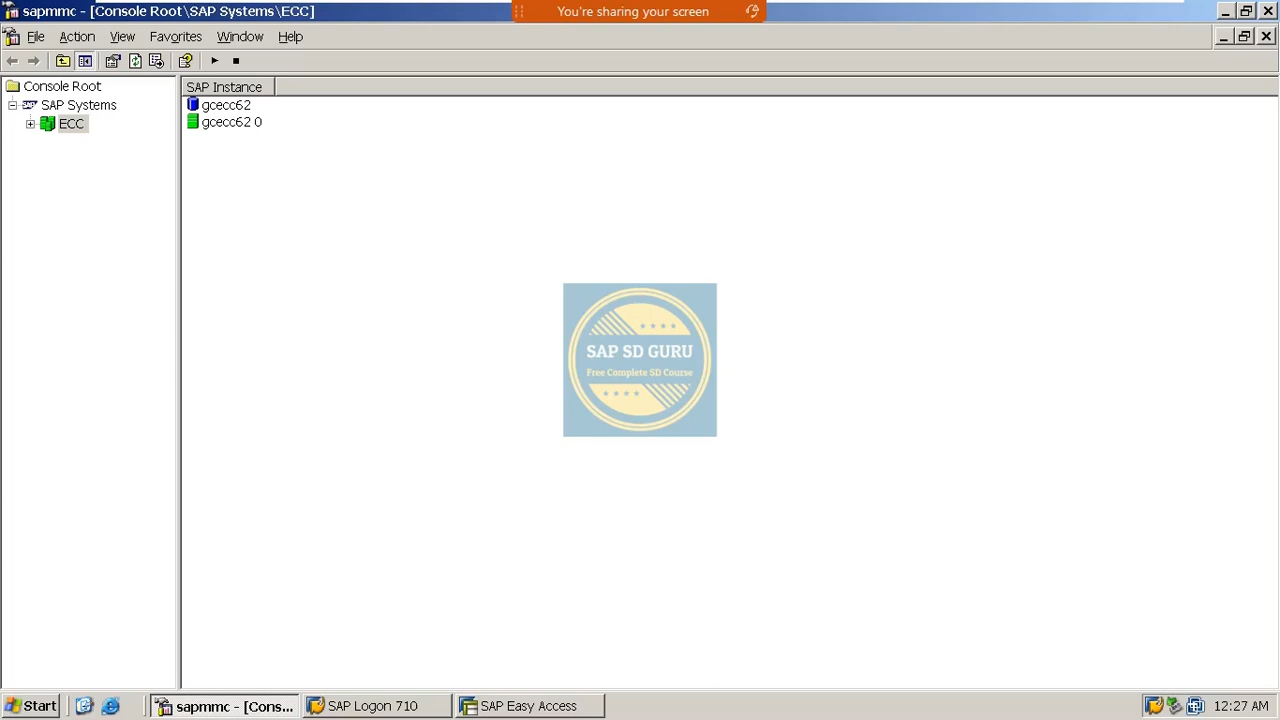 sapmmc - [Console Root\SAP Systems\ECC]
You're sharing your screen
File Action View Favorites Window Help
Console Root
SAP Systems
ECC
SAP Instance
gcecc62
gcecc62 0
SAP SD GURU
Free Complete SD Course
Start
sapmmc - [Cons...
SAP Logon 710
SAP Easy Access
12:27 AM